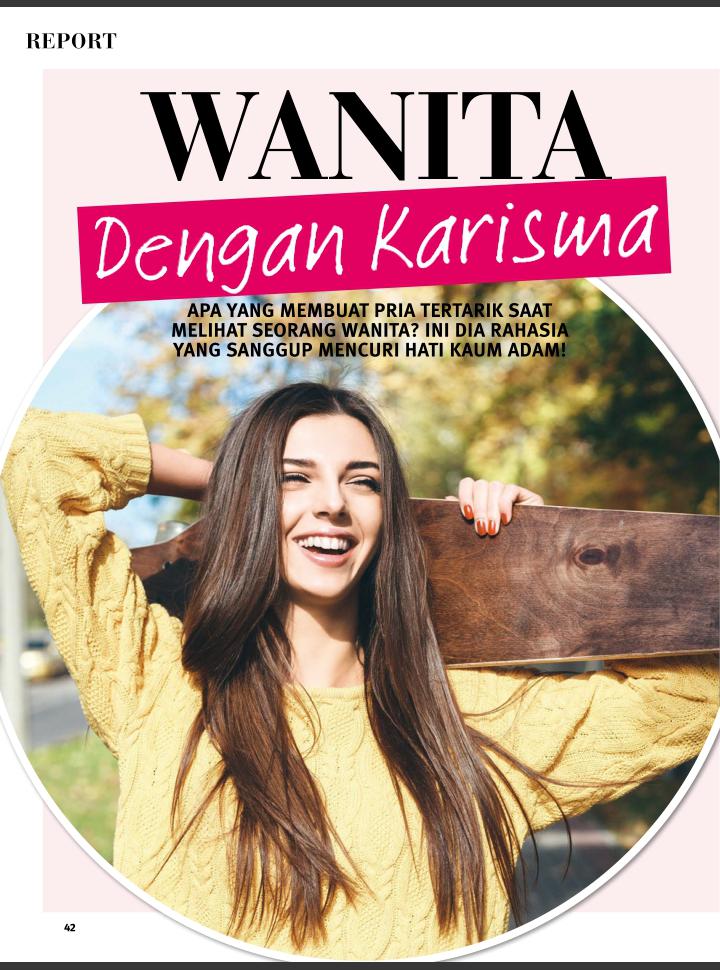 REPORT
WANITA
Dengan Karisma
APA YANG MEMBUAT PRIA TERTARIK SAAT
MELIHAT SEORANG WANITA? INI DIA RAHASIA
YANG SANGGUP MENCURI HATI KAUM ADAM!
42